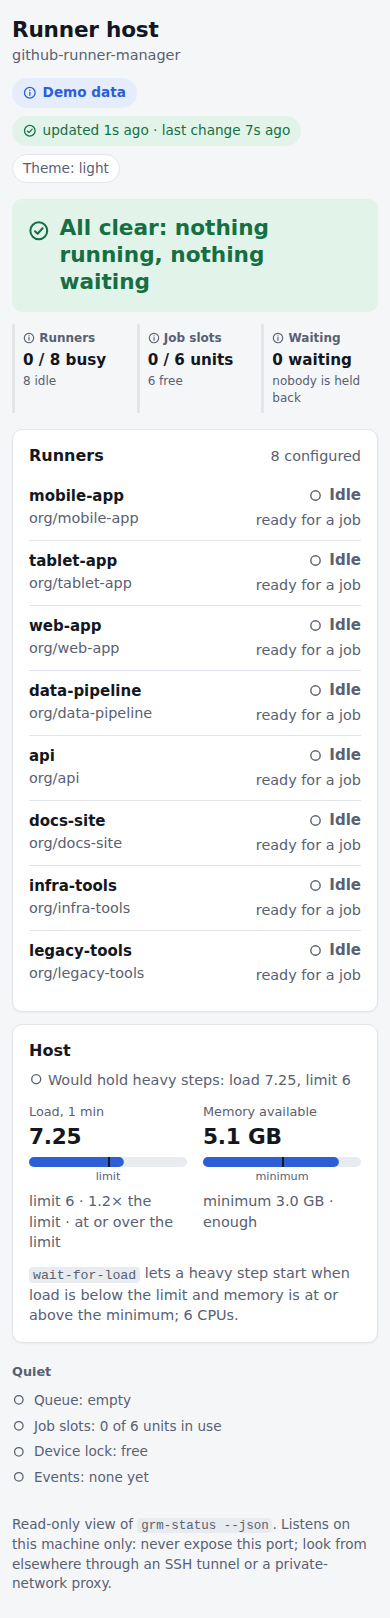 Runner host
github-runner-manager
Demo data
updated 1s ago · last change 7s ago
Theme: light
All clear: nothing
running, nothing
waiting
Runners
0 / 8 busy
8 idle
Job slots
0 / 6 units
6 free
Waiting
0 waiting
nobody is held
back
Runners
8 configured
mobile-app
Idle
org/mobile-app
ready for a job
tablet-app
Idle
org/tablet-app
ready for a job
web-app
Idle
org/web-app
ready for a job
data-pipeline
Idle
org/data-pipeline
ready for a job
api
Idle
org/api
ready for a job
docs-site
Idle
org/docs-site
ready for a job
infra-tools
Idle
org/infra-tools
ready for a job
legacy-tools
Idle
org/legacy-tools
ready for a job
Host
Would hold heavy steps: load 7.25, limit 6
Load, 1 min
7.25
limit
limit 6 · 1.2× the
limit · at or over the
limit
Memory available
5.1 GB
minimum
minimum 3.0 GB ·
enough
wait-for-load lets a heavy step start when
load is below the limit and memory is at or
above the minimum; 6 CPUs.
Quiet
Queue: empty
Job slots: 0 of 6 units in use
Device lock: free
Events: none yet
Read-only view of grm-status --json. Listens on
this machine only: never expose this port; look from
elsewhere through an SSH tunnel or a private-
network proxy.